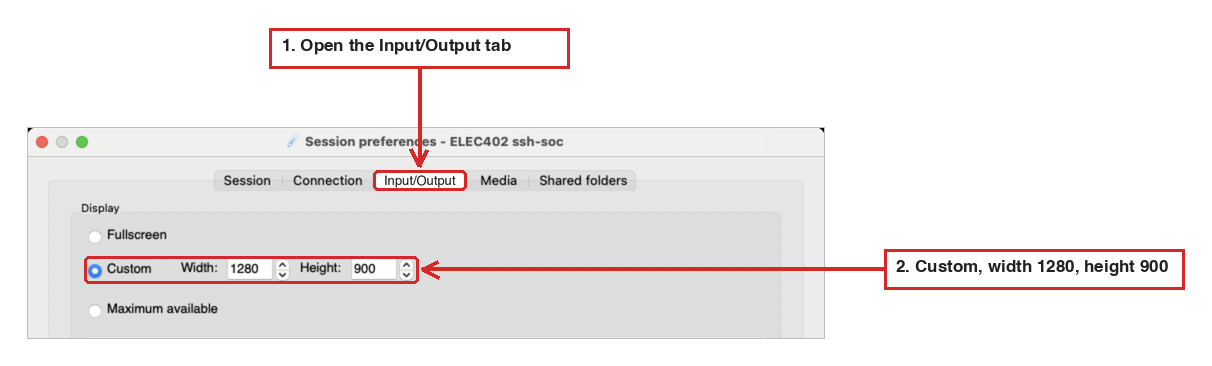 1. Open the Input/Output tab
Session preferences - ELEC402 ssh-soc
Session Connection Input/Output Media Shared folders
Display
Fullscreen
Custom Width: 1280 Height: 900
2. Custom, width 1280, height 900
Maximum available